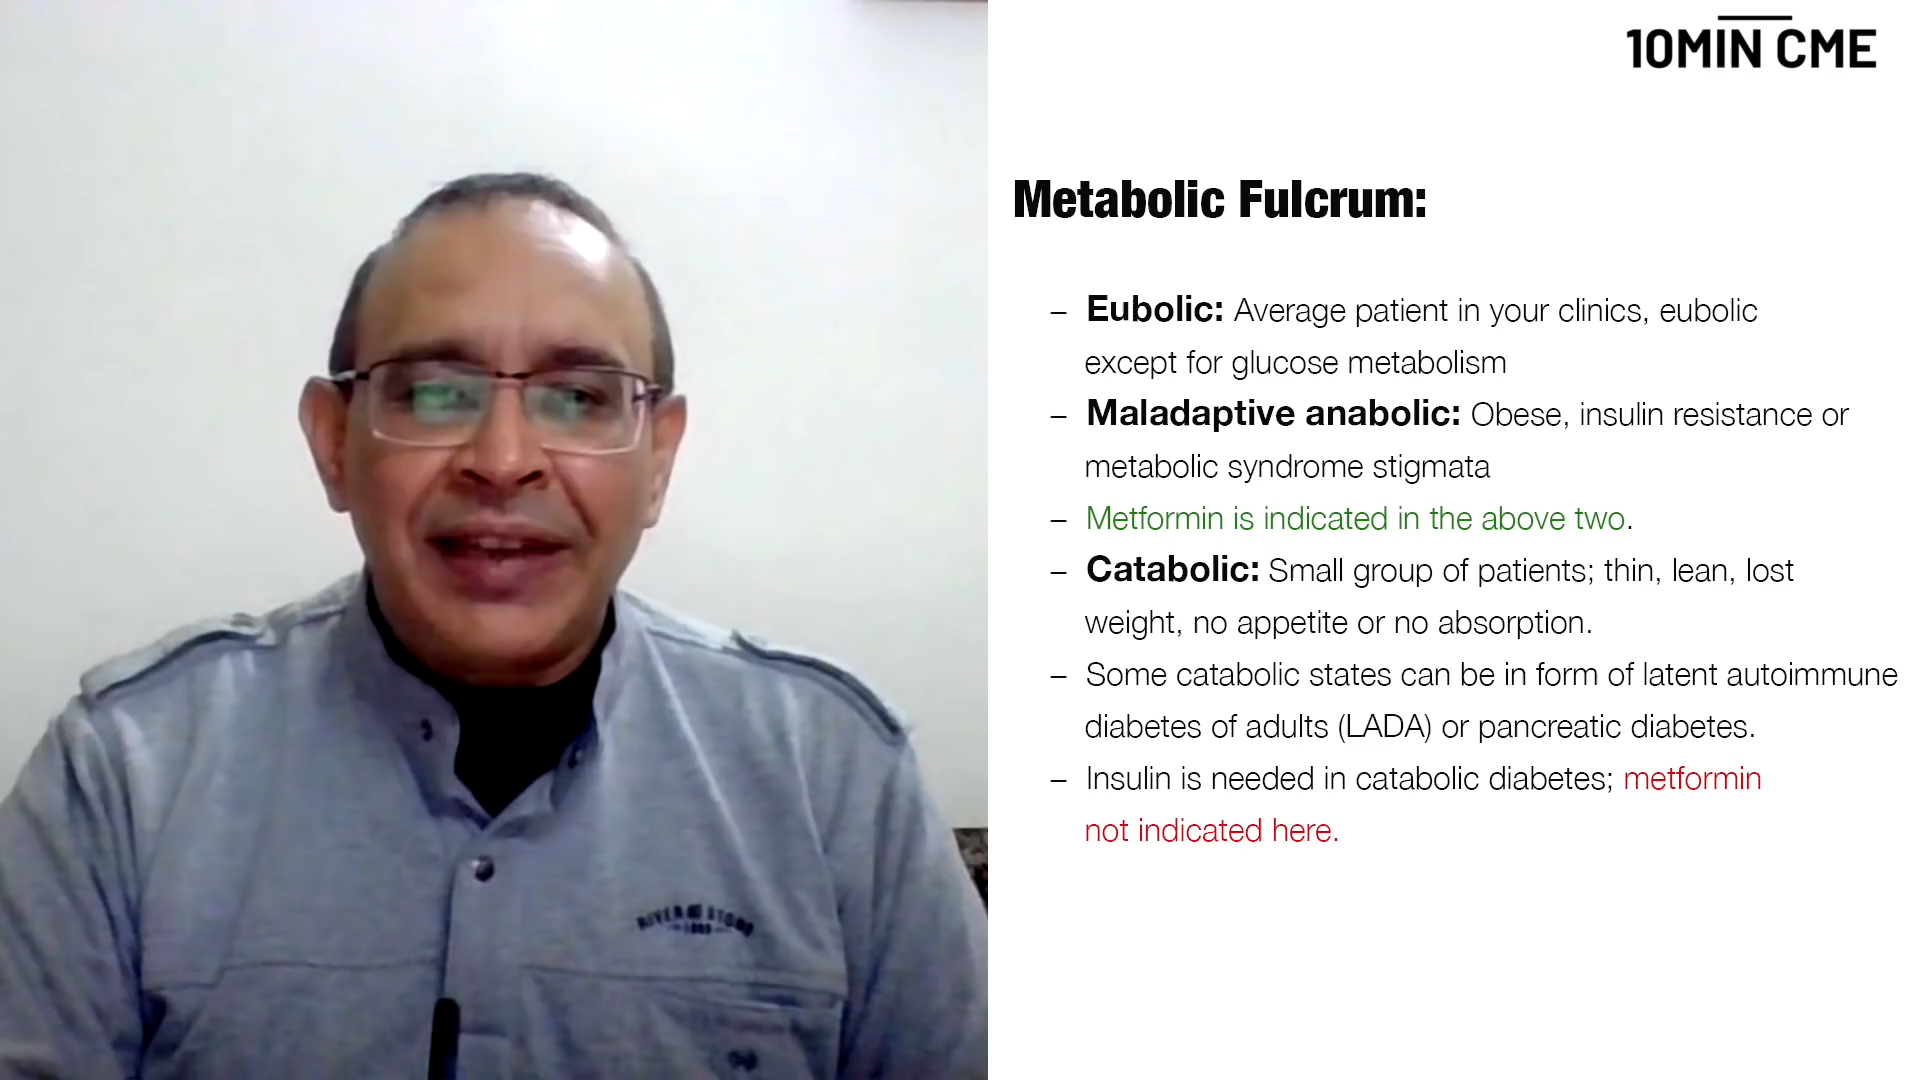 10MIN CME
Metabolic Fulcrum:
– Eubolic: Average patient in your clinics, eubolic
except for glucose metabolism
– Maladaptive anabolic: Obese, insulin resistance or
metabolic syndrome stigmata
– Metformin is indicated in the above two.
– Catabolic: Small group of patients; thin, lean, lost
weight, no appetite or no absorption.
– Some catabolic states can be in form of latent autoimmune
diabetes of adults (LADA) or pancreatic diabetes.
– Insulin is needed in catabolic diabetes; metformin
not indicated here.